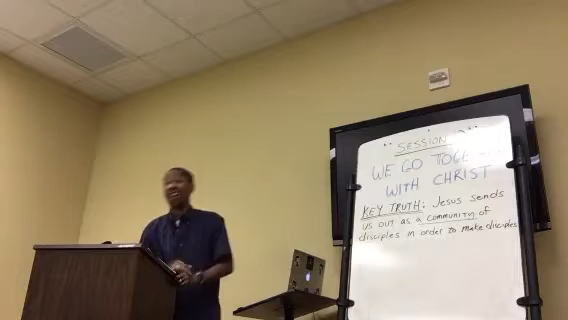 " SESSION
WE GO TOGE
WITH CHRIST
KEY TRUTH: Jesus sends
us out as a community of
disciples in order to make disciples